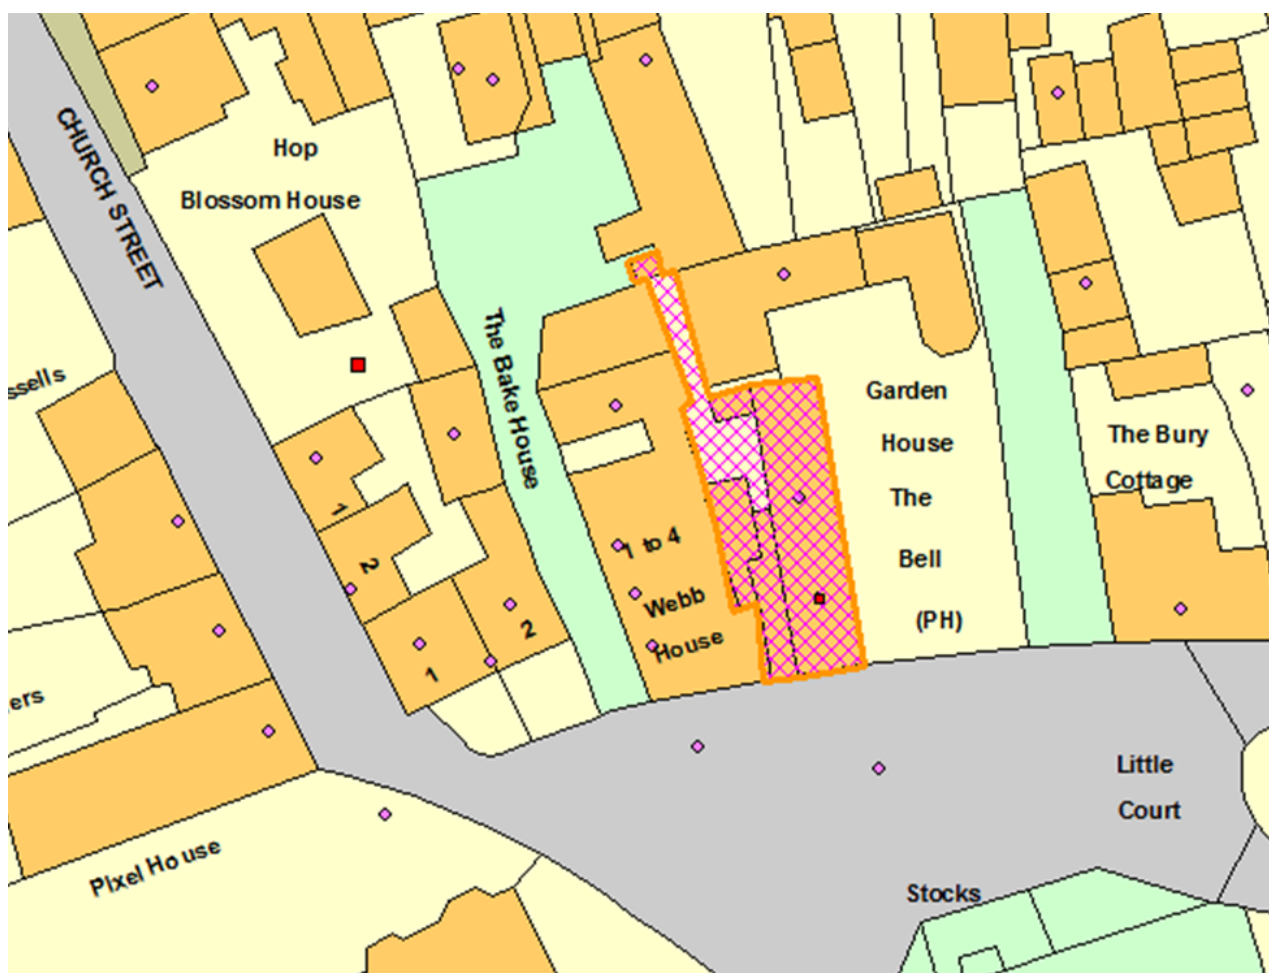 CHURCH STREET
Hop
Blossom House
The Bake House
ssells
1
2
1
2
1 to 4
Webb
House
Garden
House
The
Bell
(PH)
The Bury
Cottage
ers
Pixel House
Little
Court
Stocks